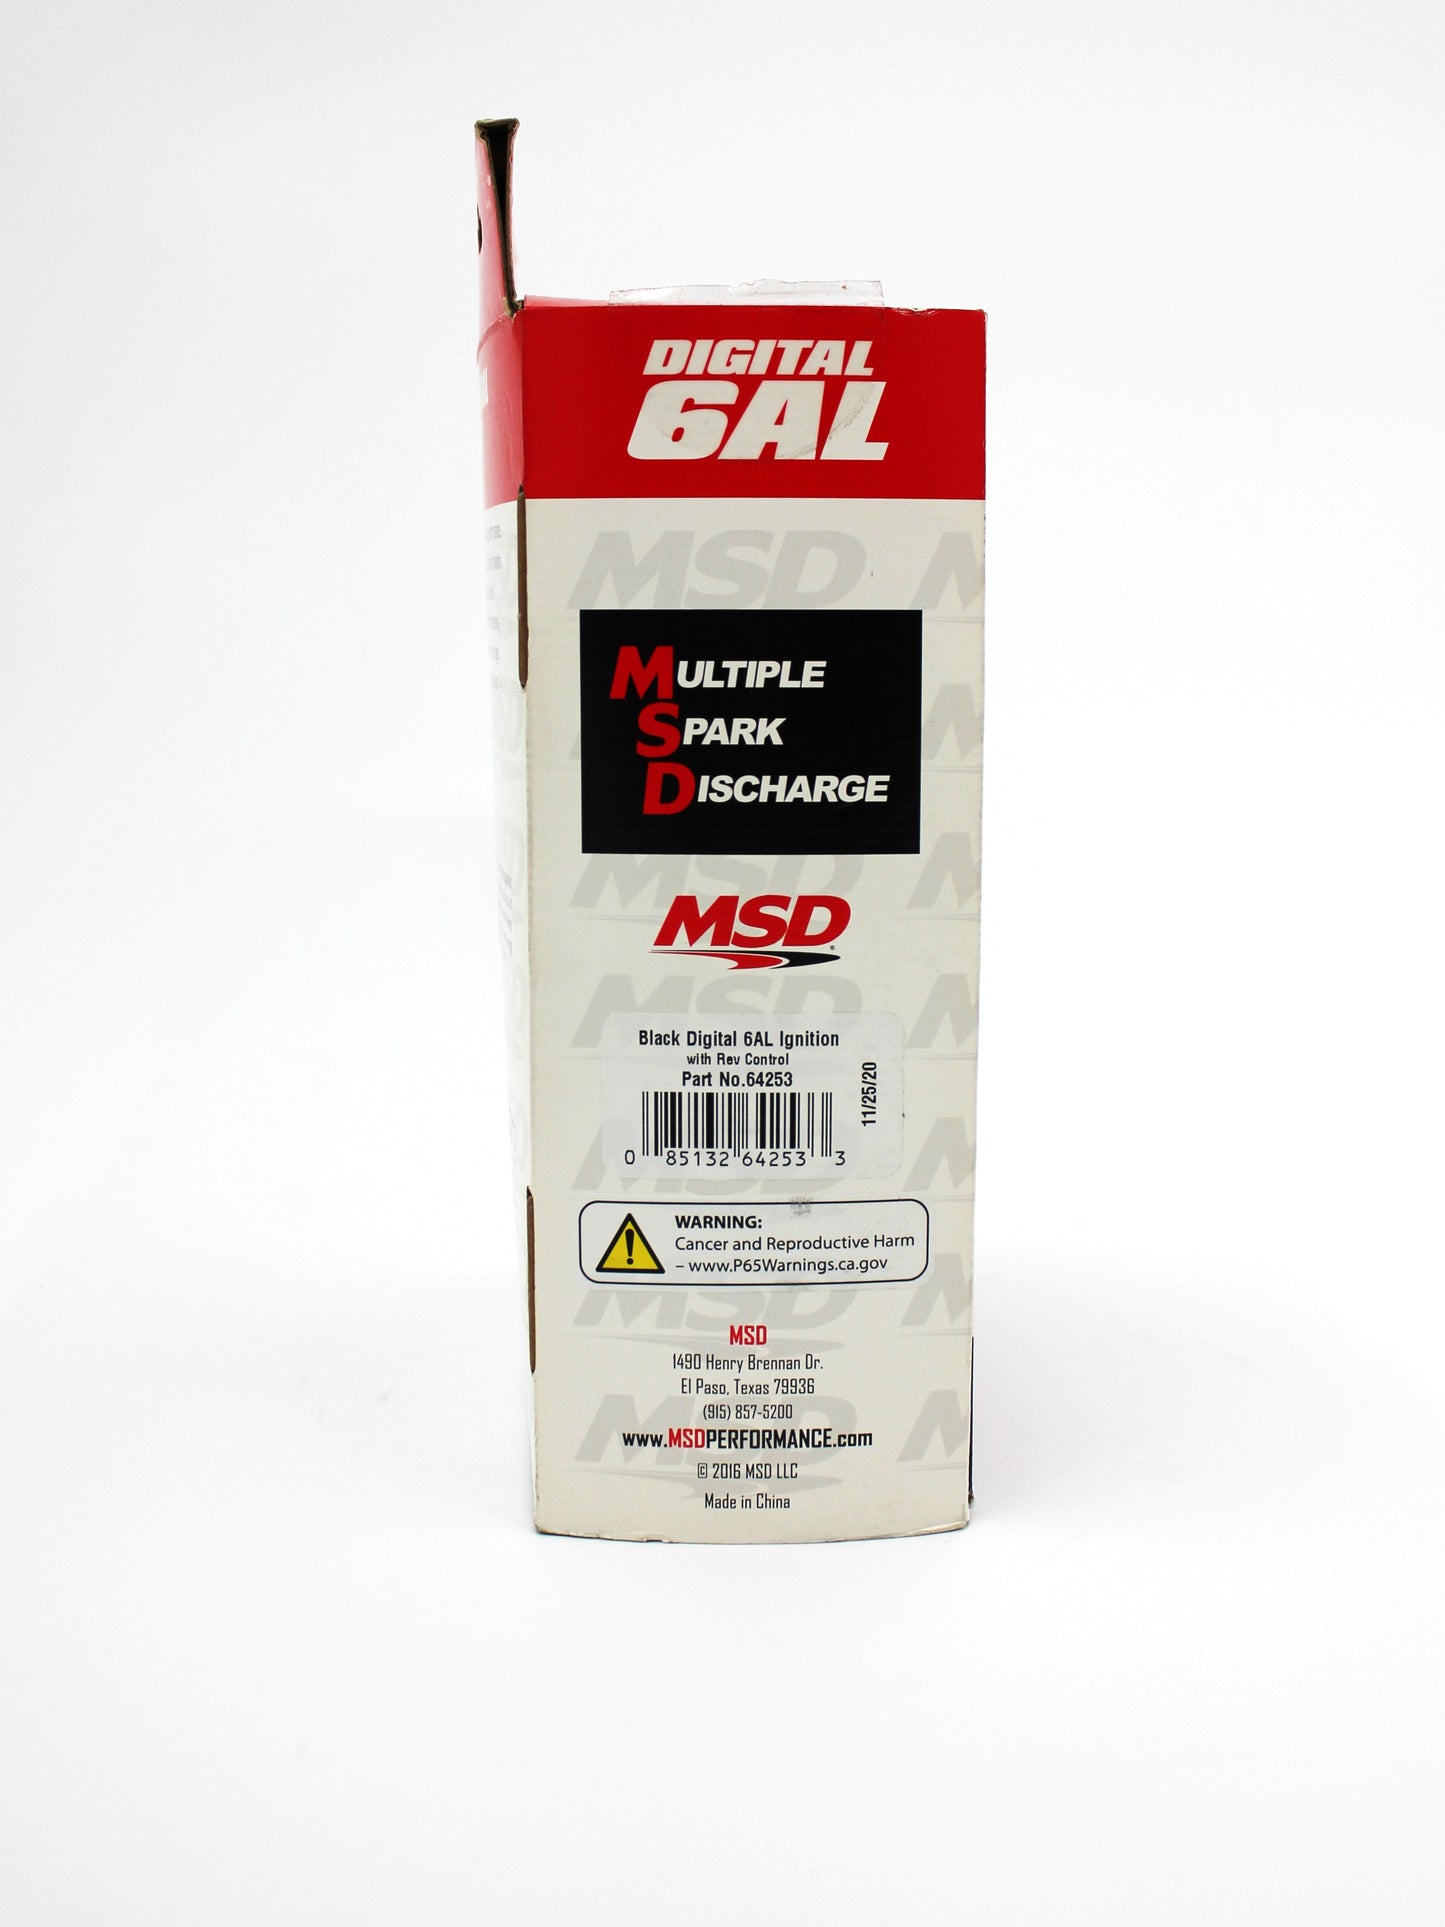 DIGITAL
6AL
MSD
MULTIPLE
SPARK
DISCHARGE
MSD
Black Digital 6AL Ignition
with Rev Control
Part No.64253
11/25/20
0 85132 64253 3
WARNING:
Cancer and Reproductive Harm
– www.P65Warnings.ca.gov
MSD
1490 Henry Brennan Dr.
El Paso, Texas 79936
(915) 857-5200
www.MSDPERFORMANCE.com
© 2016 MSD LLC
Made in China